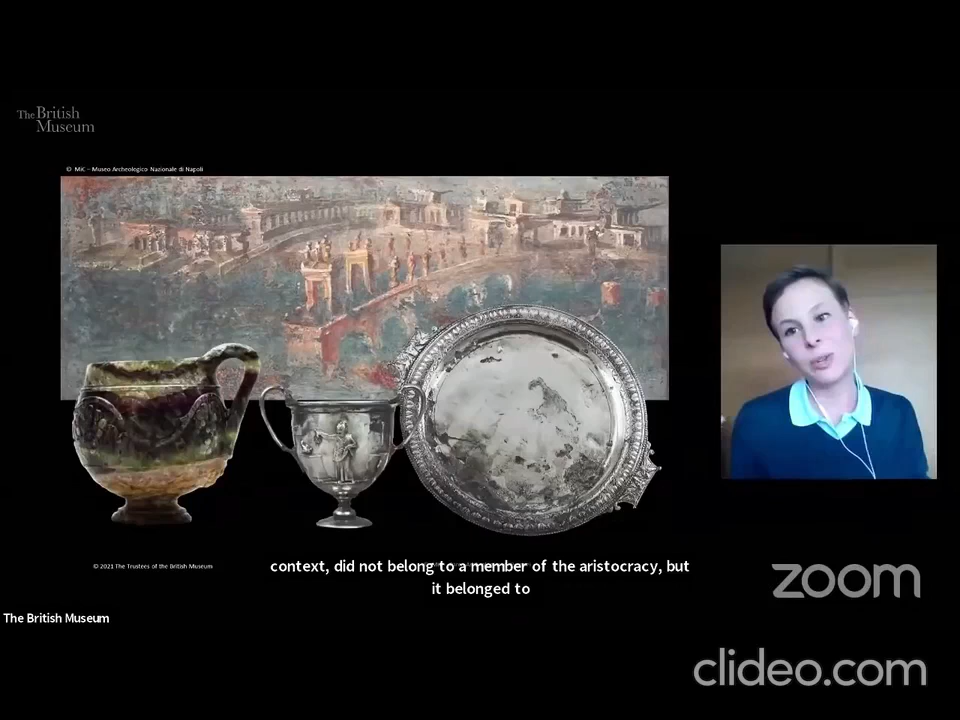 The British
Museum
© MiC – Museo Archeologico Nazionale di Napoli
© 2021 The Trustees of the British Museum
context, did not belong to a member of the aristocracy, but
it belonged to
The British Museum
zoom
clideo.com